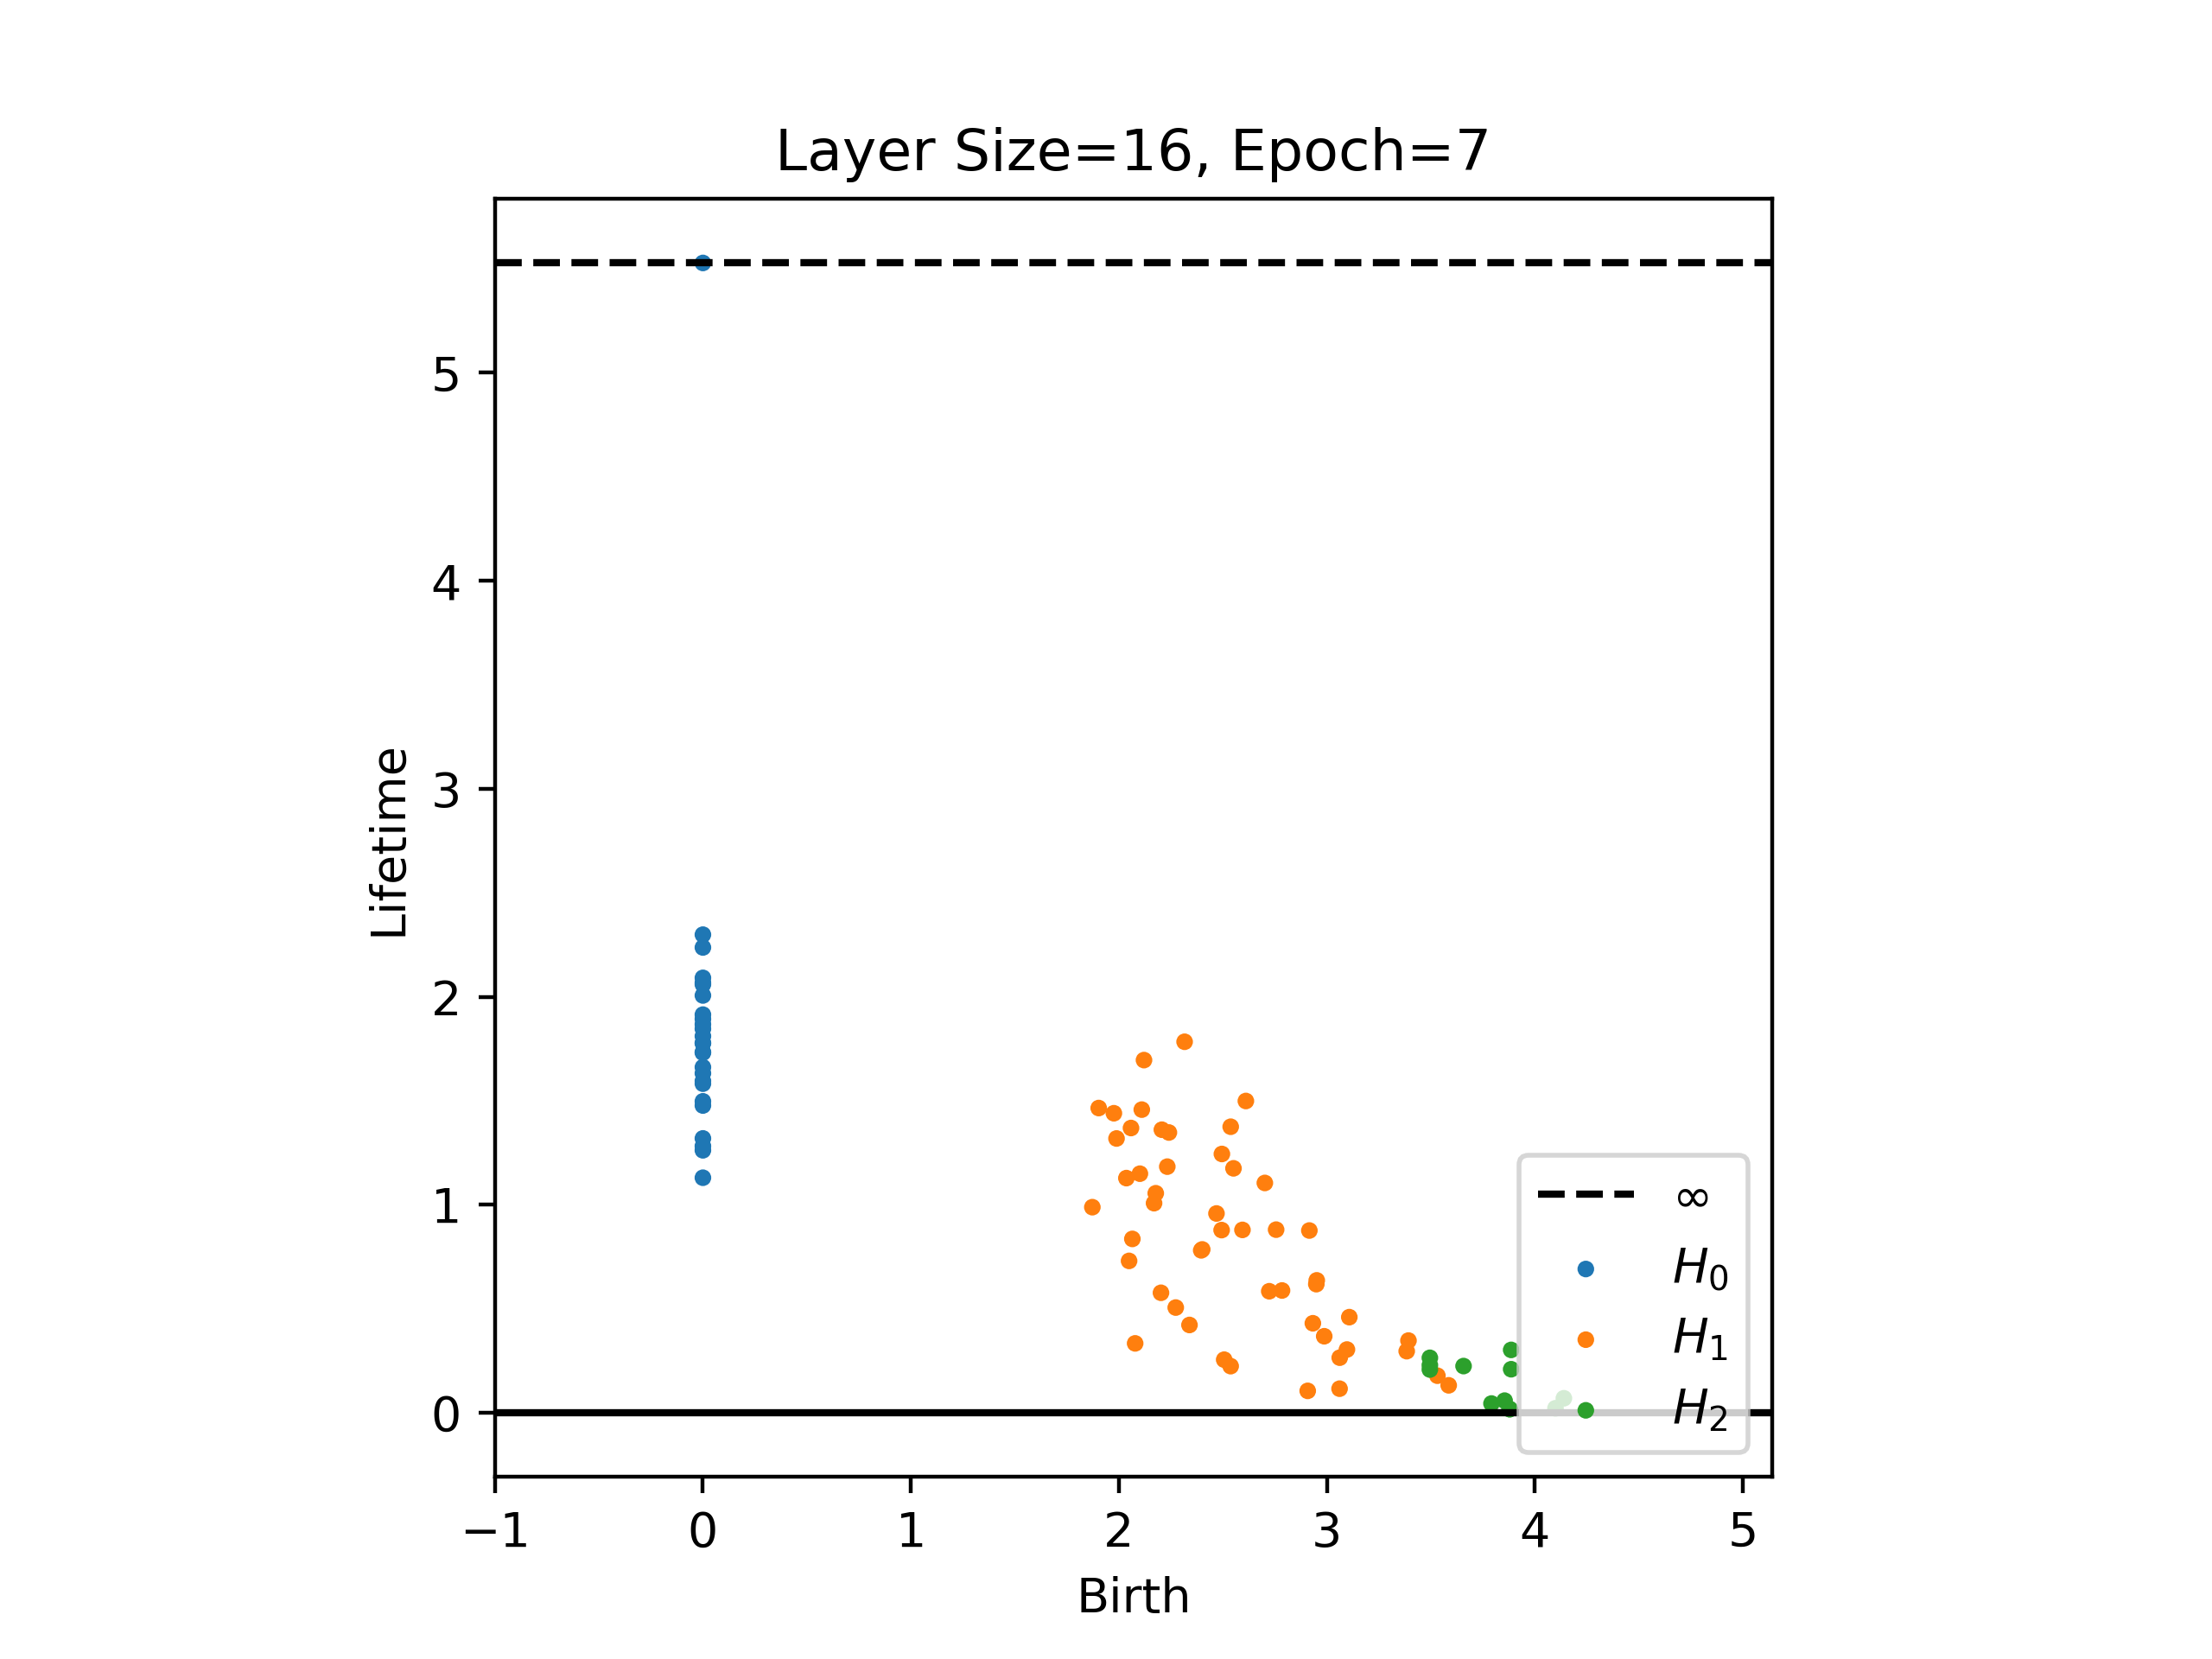 Layer Size=16, Epoch=7
Lifetime
5
4
3
2
1
0
−1 0 1 2 3 4 5
Birth
∞
H₀
H₁
H₂